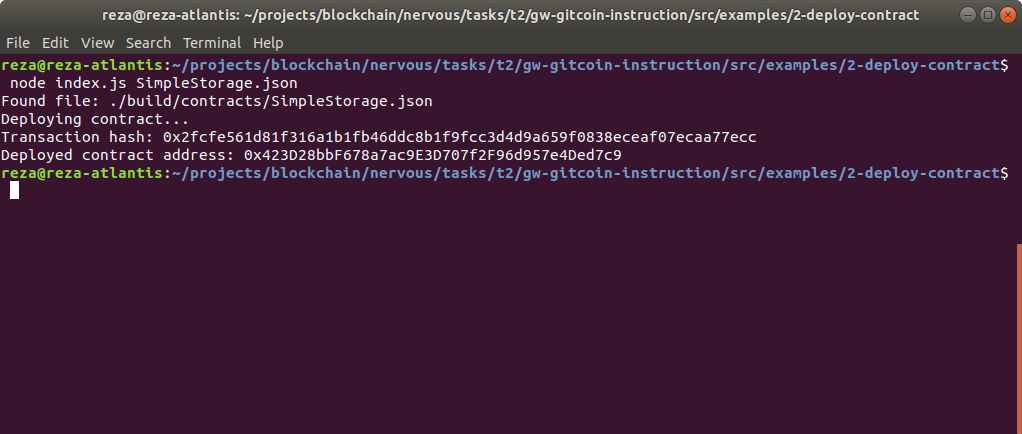 reza@reza-atlantis: ~/projects/blockchain/nervous/tasks/t2/gw-gitcoin-instruction/src/examples/2-deploy-contract
File Edit View Search Terminal Help
reza@reza-atlantis:~/projects/blockchain/nervous/tasks/t2/gw-gitcoin-instruction/src/examples/2-deploy-contract$
node index.js SimpleStorage.json
Found file: ./build/contracts/SimpleStorage.json
Deploying contract...
Transaction hash: 0x2fcfe561d81f316a1b1fb46ddc8b1f9fcc3d4d9a659f0838eceaf07ecaa77ecc
Deployed contract address: 0x423D28bbF678a7ac9E3D707f2F96d957e4Ded7c9
reza@reza-atlantis:~/projects/blockchain/nervous/tasks/t2/gw-gitcoin-instruction/src/examples/2-deploy-contract$